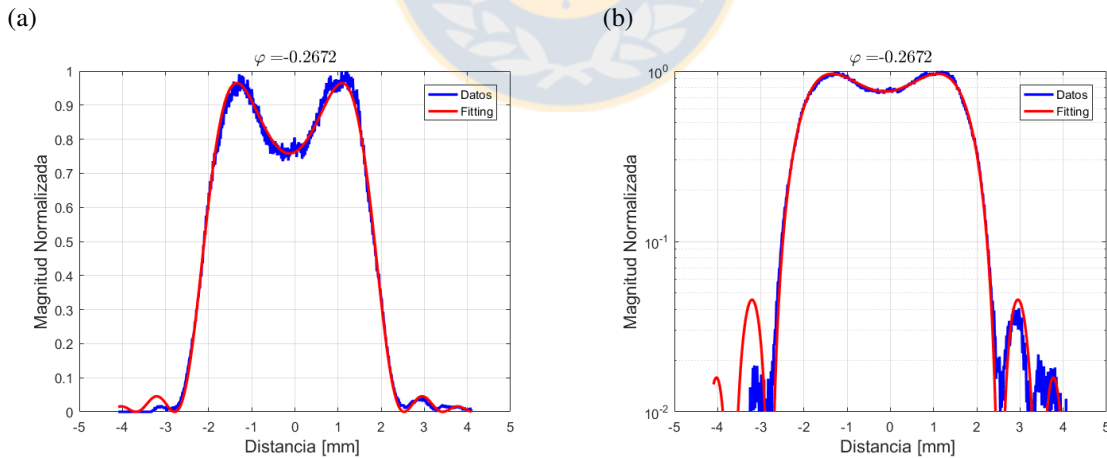 (a)
φ =-0.2672
Magnitud Normalizada
1
0.9
0.8
0.7
0.6
0.5
0.4
0.3
0.2
0.1
0
-5 -4 -3 -2 -1 0 1 2 3 4 5
Distancia [mm]
Datos
Fitting
(b)
φ =-0.2672
Magnitud Normalizada
10^0
10^-1
10^-2
-5 -4 -3 -2 -1 0 1 2 3 4 5
Distancia [mm]
Datos
Fitting